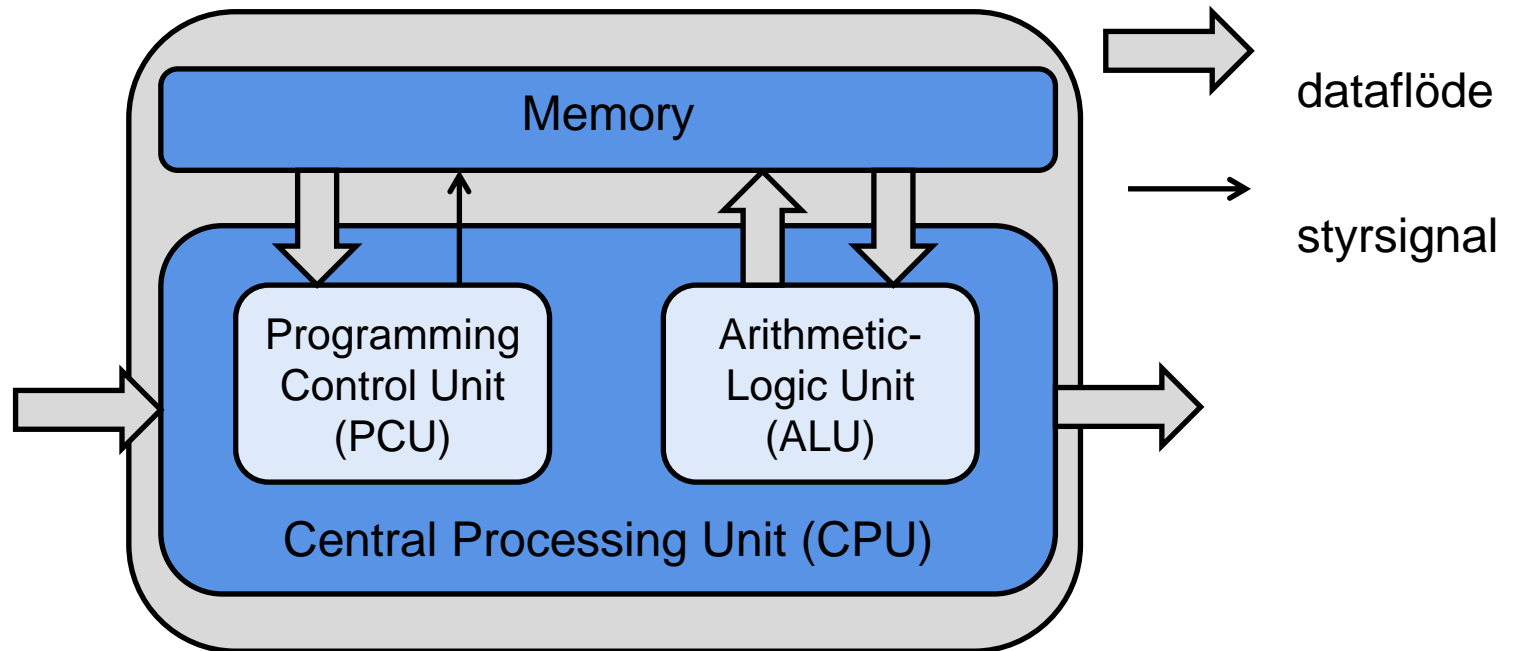 Memory
dataflöde
styrsignal
Programming
Control Unit
(PCU)
Arithmetic-
Logic Unit
(ALU)
Central Processing Unit (CPU)